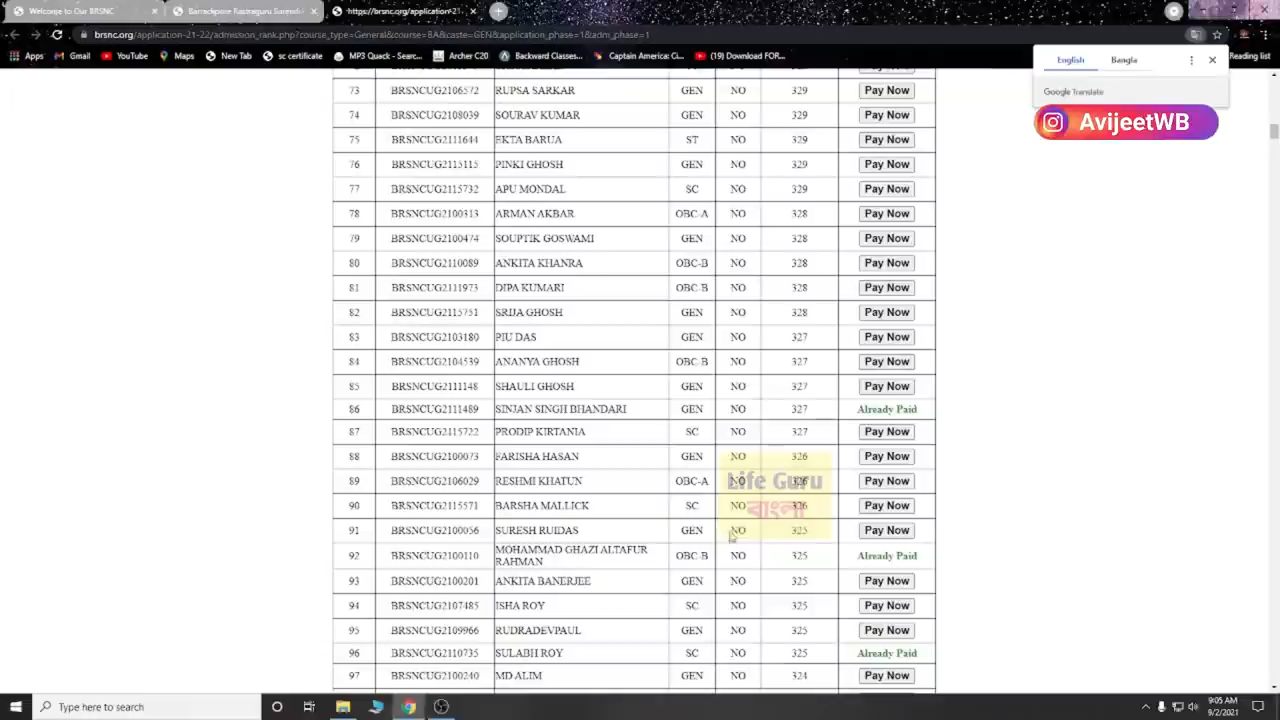 Welcome to Our BRSNC
Barrackpore Rastraguru Surendr
https://brsnc.org/application-21-
brsnc.org/application-21-22/admission_rank.php?course_type=General&course=BA&caste=GEN&application_phase=1&adm_phase=1
Apps Gmail YouTube Maps New Tab sc certificate MP3 Quack - Searc... Archer C20 Backward Classes... Captain America: Ci... (19) Download FOR... Reading list
English Bangla
Google Translate
AvijeetWB
73 BRSNCUG2106572 RUPSA SARKAR GEN NO 329 Pay Now
74 BRSNCUG2108039 SOURAV KUMAR GEN NO 329 Pay Now
75 BRSNCUG2111644 EKTA BARUA ST NO 329 Pay Now
76 BRSNCUG2115115 PINKI GHOSH GEN NO 329 Pay Now
77 BRSNCUG2115732 APU MONDAL SC NO 329 Pay Now
78 BRSNCUG2100313 ARMAN AKBAR OBC-A NO 328 Pay Now
79 BRSNCUG2100474 SOUPTIK GOSWAMI GEN NO 328 Pay Now
80 BRSNCUG2110089 ANKITA KHANRA OBC-B NO 328 Pay Now
81 BRSNCUG2111973 DIPA KUMARI OBC-B NO 328 Pay Now
82 BRSNCUG2115751 SRIJA GHOSH GEN NO 328 Pay Now
83 BRSNCUG2103180 PIU DAS GEN NO 327 Pay Now
84 BRSNCUG2104539 ANANYA GHOSH OBC-B NO 327 Pay Now
85 BRSNCUG2111148 SHAULI GHOSH GEN NO 327 Pay Now
86 BRSNCUG2111489 SINJAN SINGH BHANDARI GEN NO 327 Already Paid
87 BRSNCUG2115722 PRODIP KIRTANIA SC NO 327 Pay Now
88 BRSNCUG2100073 FARISHA HASAN GEN NO 326 Pay Now
89 BRSNCUG2106029 RESHMI KHATUN OBC-A NO 326 Pay Now
Life Guru
বাংলা
90 BRSNCUG2115571 BARSHA MALLICK SC NO 326 Pay Now
91 BRSNCUG2100056 SURESH RUIDAS GEN NO 325 Pay Now
92 BRSNCUG2100110 MOHAMMAD GHAZI ALTAFUR RAHMAN OBC-B NO 325 Already Paid
93 BRSNCUG2100201 ANKITA BANERJEE GEN NO 325 Pay Now
94 BRSNCUG2107485 ISHA ROY SC NO 325 Pay Now
95 BRSNCUG2109966 RUDRADEVPAUL GEN NO 325 Pay Now
96 BRSNCUG2110735 SULABH ROY SC NO 325 Already Paid
97 BRSNCUG2100240 MD ALIM GEN NO 324 Pay Now
Type here to search
9:05 AM
9/2/2021